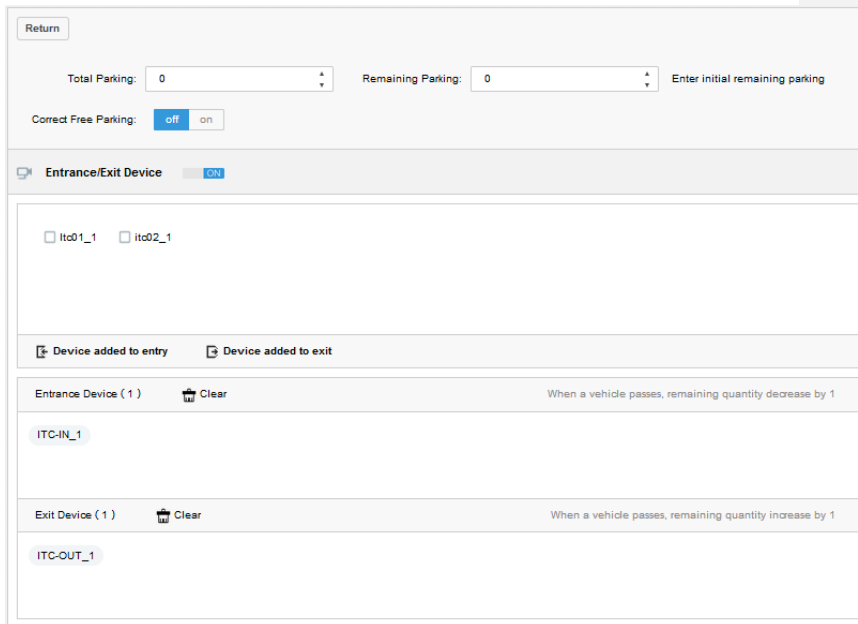 Return
Total Parking: 0 Remaining Parking: 0 Enter initial remaining parking
Correct Free Parking: off on
Entrance/Exit Device ON
Itc01_1 itc02_1
Device added to entry Device added to exit
Entrance Device ( 1 ) Clear When a vehicle passes, remaining quantity decrease by 1
ITC-IN_1
Exit Device ( 1 ) Clear When a vehicle passes, remaining quantity increase by 1
ITC-OUT_1